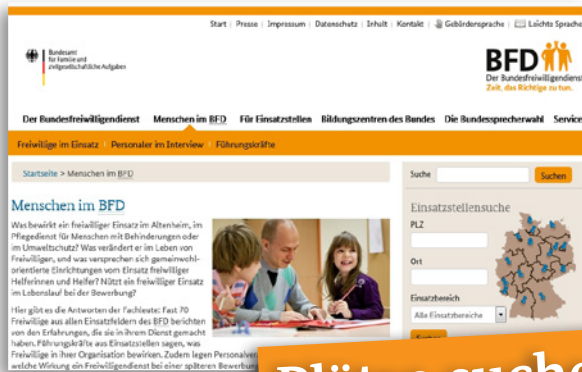 Start | Presse | Impressum | Datenschutz | Inhalt | Kontakt | Gebärdensprache | Leichte Sprache
Bundesamt
für Familie und
zivilgesellschaftliche Aufgaben
BFD
Der Bundesfreiwilligendienst
Zeit, das Richtige zu tun.
Der Bundesfreiwilligendienst Menschen im BFD Für Einsatzstellen Bildungszentren des Bundes Die Bundessprecherwahl Service
Freiwillige im Einsatz | Personaler im Interview | Führungskräfte
Startseite > Menschen im BFD
Suche Suchen
Menschen im BFD
Was bewirkt ein freiwilliger Einsatz im Altenheim, im
Pflegedienst für Menschen mit Behinderungen oder
im Umweltschutz? Was verändert er im Leben von
Freiwilligen, und was versprechen sich gemeinwohl-
orientierte Einrichtungen vom Einsatz freiwilliger
Helferinnen und Helfer? Nützt ein freiwilliger Einsatz
im Lebenslauf bei der Bewerbung?
Hier gibt es die Antworten der Fachleute: Fast 70
Freiwillige aus allen Einsatzfeldern des BFD berichten
von den Erfahrungen, die sie in ihrem Dienst gemacht
haben. Führungskräfte aus Einsatzstellen sagen, was
Freiwillige in ihrer Organisation bewirken. Zudem legen
welche Wirkung ein Freiwilligendienst bei einer späteren Bewerbung
Einsatzstellensuche
PLZ
Ort
Einsatzbereich
Alle Einsatzbereiche
Suchen
Plätze suche